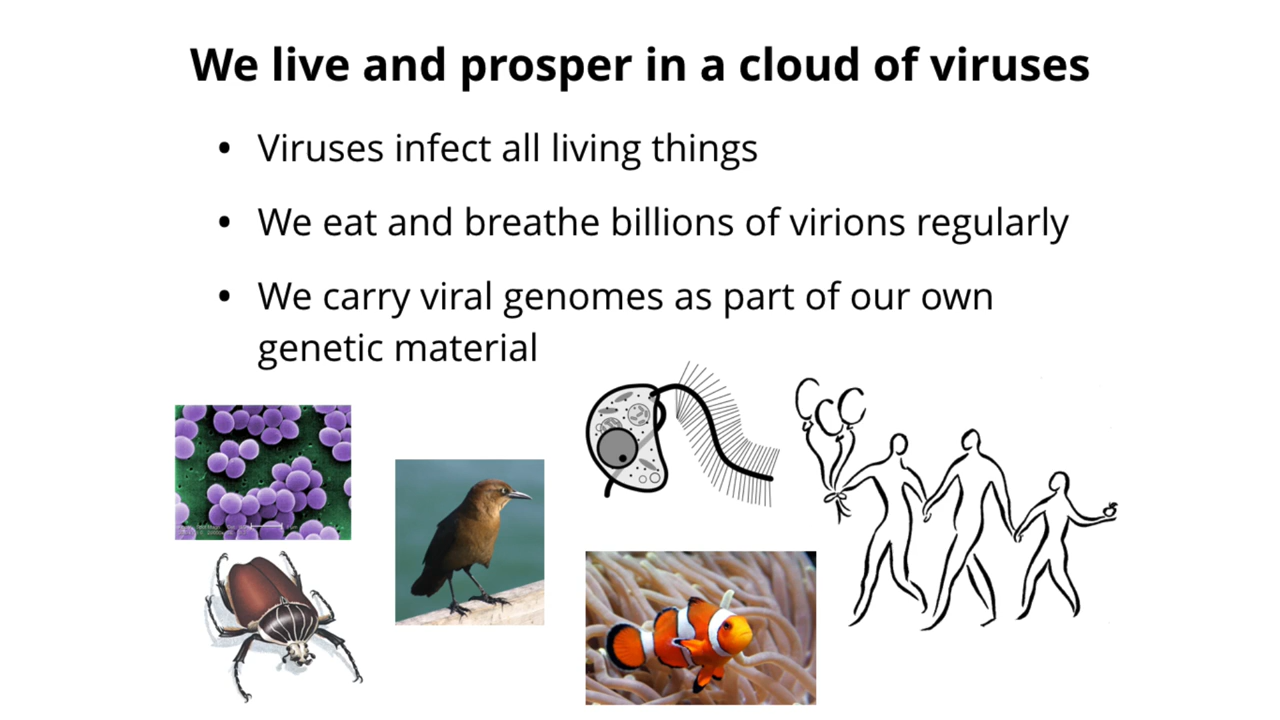 We live and prosper in a cloud of viruses
• Viruses infect all living things
• We eat and breathe billions of virions regularly
• We carry viral genomes as part of our own
genetic material